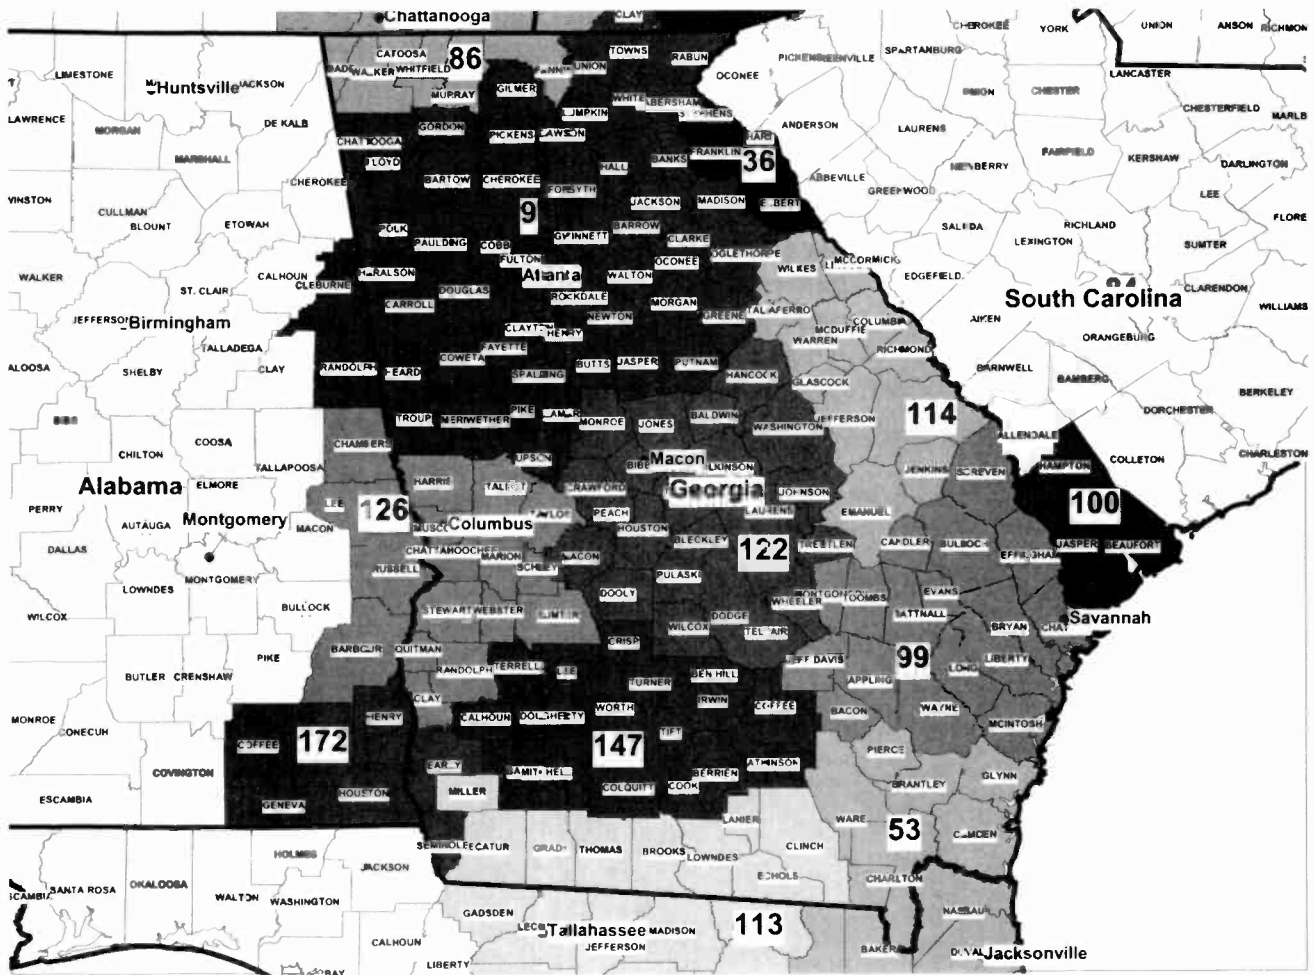 Chattanooga
CLAY
CHEROKEE
YORK
UNION
ANSON
RICHMON
CATOOSA
86
TOWNS
RABUN
UNION
WALKER
WHITFIELD
OCONEE
SPARTANBURG
LIMESTONE
Huntsville
JACKSON
MURRAY
GILMER
WHITE
LANCASTER
CHESTER
CHESTERFIELD
MARLB
LAWRENCE
MORGAN
DE KALB
GORDON
PICKENS
LUMPKIN
DAWSON
ANDERSON
LAURENS
CHATTOOGA
HART
MARSHALL
FLOYD
HALL
BANKS
FRANKLIN
36
NEWBERRY
FAIRFIELD
KERSHAW
DARLINGTON
CHEROKEE
BARTOW
CHEROKEE
FORSYTH
ABBEVILLE
GREENWOOD
LEE
VINSTON
CULLMAN
BLOUNT
ETOWAH
9
JACKSON
MADISON
ELBERT
FLORE
POLK
PAULDING
COBB
GWINNETT
BARROW
CLARKE
SALUDA
RICHLAND
LEXINGTON
SUMTER
FULTON
OCONEE
OGLETHORPE
WALKER
CALHOUN
CLEBURNE
HARALSON
Atlanta
WALTON
WILKES
MCCORMICK
EDGEFIELD
ST. CLAIR
CARROLL
DOUGLAS
ROCKDALE
MORGAN
South Carolina
CLARENDON
WILLIAMS
JEFFERSON
Birmingham
NEWTON
GREENE
TALIAFERRO
COLUMBIA
AIKEN
ORANGEBURG
TALLADEGA
CLAYTON
HENRY
FAYETTE
MCDUFFIE
WARREN
RICHMOND
ALOOSA
SHELBY
CLAY
RANDOLPH
HEARD
COWETA
SPALDING
BUTTS
JASPER
PUTNAM
HANCOCK
GLASCOCK
BARNWELL
BAMBERG
BERKELEY
TROUP
MERIWETHER
PIKE
LAMAR
MONROE
JONES
BALDWIN
WASHINGTON
JEFFERSON
114
DORCHESTER
CHILTON
COOSA
TALLAPOOSA
CHAMBERS
UPSON
Macon
ALLENDALE
HAMPTON
COLLETON
CHARLESTON
Alabama
ELMORE
HARRIS
TALBOT
CRAWFORD
Georgia
JOHNSON
JENKINS
SCREVEN
PERRY
AUTAUGA
Montgomery
MACON
LEE
126
Columbus
TAYLOR
PEACH
HOUSTON
LAURENS
EMANUEL
100
DALLAS
CHATTAHOOCHEE
MARION
MACON
BLECKLEY
122
TREUTLEN
CANDLER
BULLOCH
EFFINGHAM
JASPER
BEAUFORT
LOWNDES
MONTGOMERY
RUSSELL
SCHLEY
PULASKI
WILCOX
BULLOCK
STEWART
WEBSTER
SUMTER
DOOLY
WHEELER
MONTGOMERY
TOOMBS
EVANS
TATTNALL
Savannah
PIKE
BARBOUR
QUITMAN
CRISP
WILCOX
DODGE
TELFAIR
BRYAN
CHAT
BUTLER
CRENSHAW
RANDOLPH
TERRELL
LEE
TURNER
BEN HILL
JEFF DAVIS
99
LONG
LIBERTY
APPLING
MONROE
CONECUH
HENRY
CLAY
CALHOUN
DOUGHERTY
WORTH
IRWIN
COFFEE
BACON
WAYNE
MCINTOSH
COFFEE
172
147
TIFT
PIERCE
COVINGTON
EARLY
MITCHELL
BERRIEN
ATKINSON
ESCAMBIA
GENEVA
HOUSTON
MILLER
COLQUITT
COOK
BRANTLEY
GLYNN
LANIER
WARE
53
CAMDEN
HOLMES
JACKSON
SEMINOLE
ECATUR
GRADY
THOMAS
BROOKS
LOWNDES
CLINCH
SANTA ROSA
OKALOOSA
WALTON
WASHINGTON
ECHOLS
CHARLTON
GADSDEN
Tallahassee
MADISON
113
NASSAU
CALHOUN
JEFFERSON
BAKER
DUVAL
Jacksonville
LIBERTY
BAY